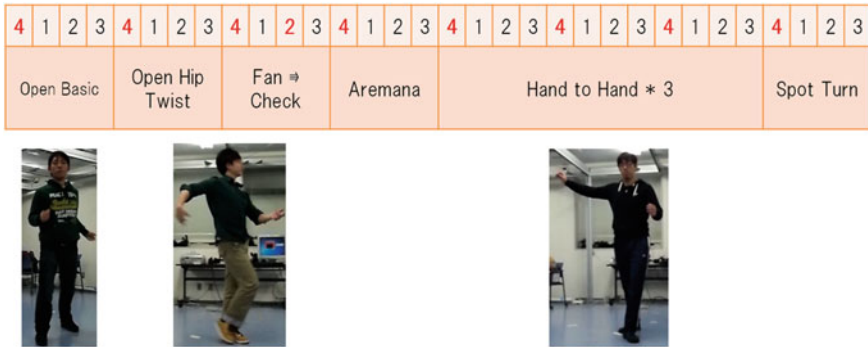 4 1 2 3 4 1 2 3 4 1 2 3 4 1 2 3 4 1 2 3 4 1 2 3 4 1 2 3 4 1 2 3
Open Basic
Open Hip
Twist
Fan ⇒
Check
Aremana
Hand to Hand * 3
Spot Turn